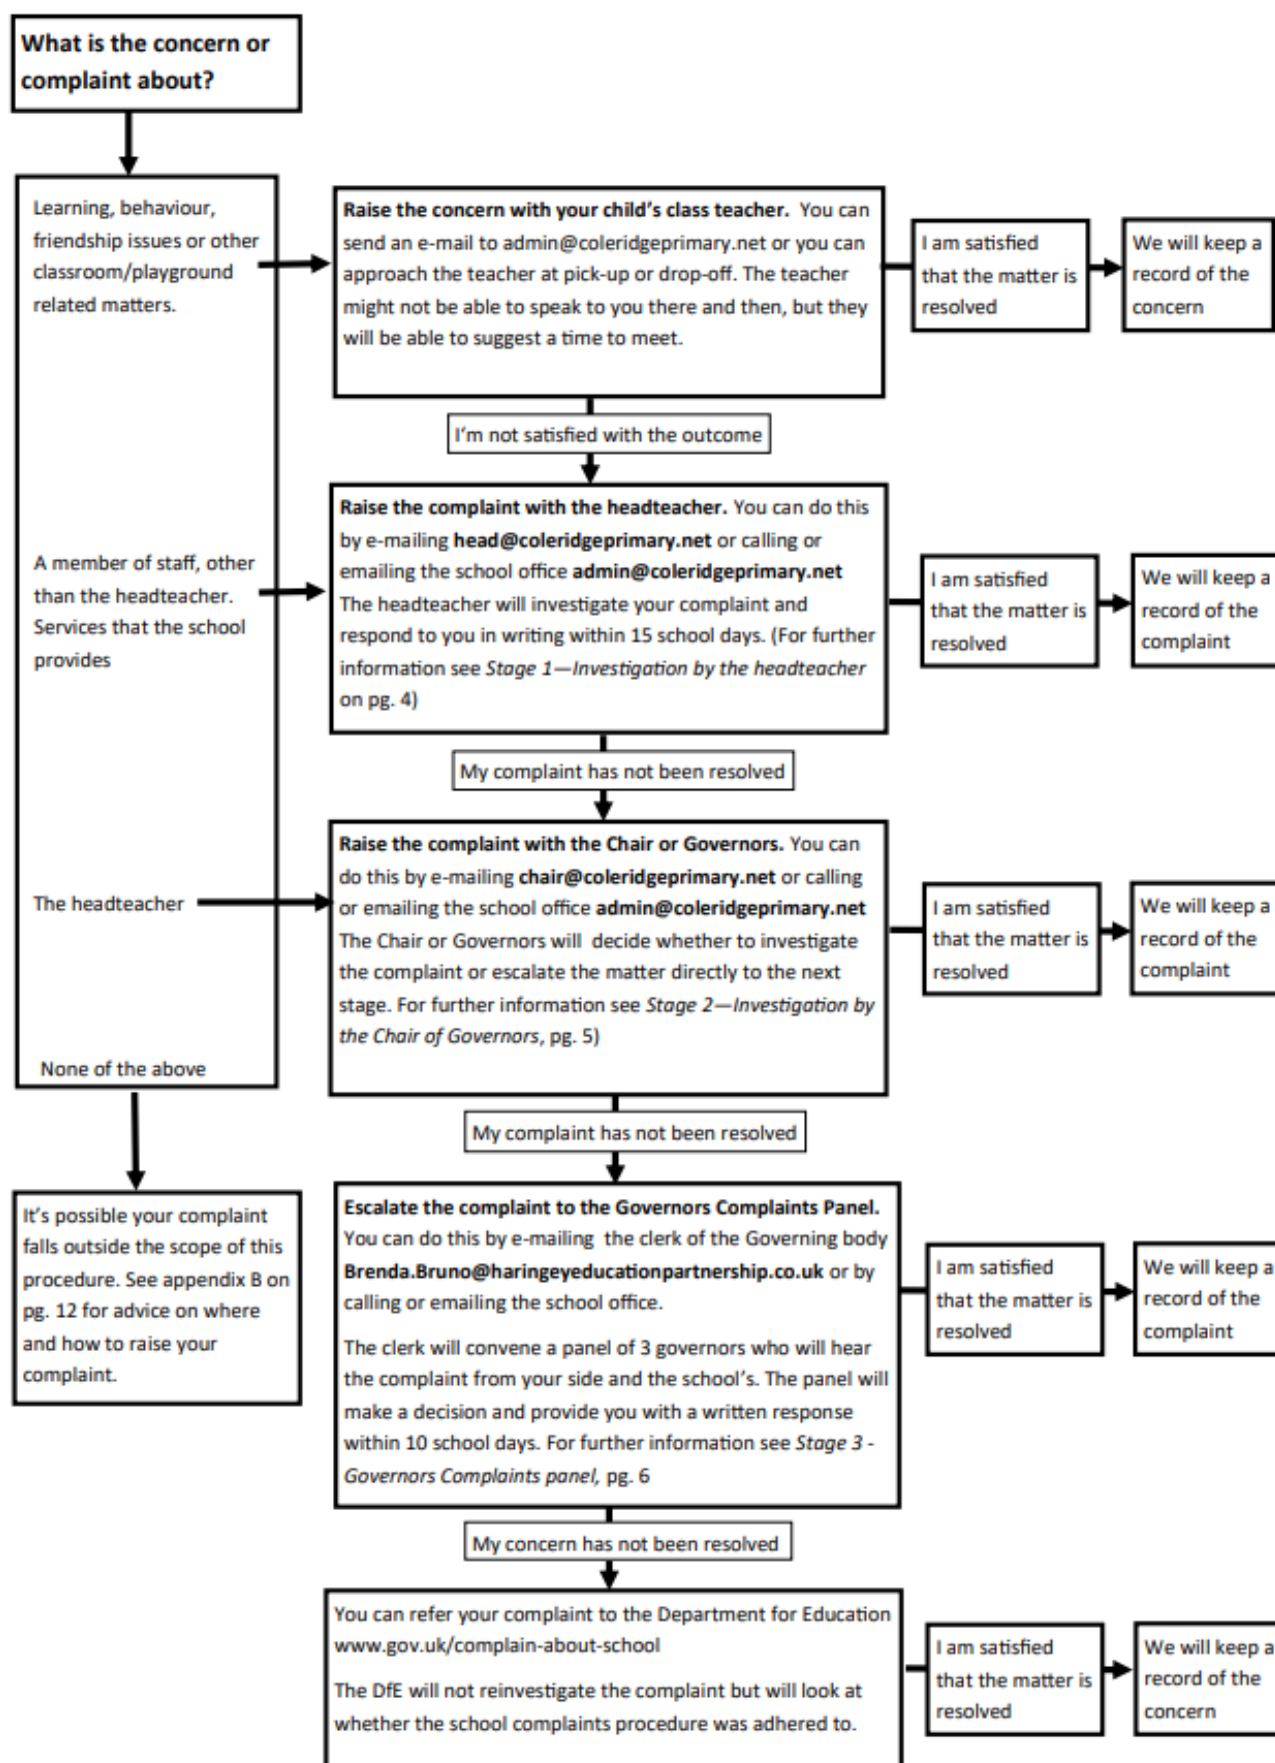 What is the concern or
complaint about?
Learning, behaviour,
friendship issues or other
classroom/playground
related matters.
Raise the concern with your child's class teacher. You can
send an e-mail to admin@coleridgeprimary.net or you can
approach the teacher at pick-up or drop-off. The teacher
might not be able to speak to you there and then, but they
will be able to suggest a time to meet.
I am satisfied
that the matter is
resolved
We will keep a
record of the
concern
I'm not satisfied with the outcome
A member of staff, other
than the headteacher.
Services that the school
provides
Raise the complaint with the headteacher. You can do this
by e-mailing head@coleridgeprimary.net or calling or
emailing the school office admin@coleridgeprimary.net
The headteacher will investigate your complaint and
respond to you in writing within 15 school days. (For further
information see Stage 1—Investigation by the headteacher
on pg. 4)
I am satisfied
that the matter is
resolved
We will keep a
record of the
complaint
My complaint has not been resolved
The headteacher
Raise the complaint with the Chair or Governors. You can
do this by e-mailing chair@coleridgeprimary.net or calling
or emailing the school office admin@coleridgeprimary.net
The Chair or Governors will decide whether to investigate
the complaint or escalate the matter directly to the next
stage. For further information see Stage 2—Investigation by
the Chair of Governors, pg. 5)
I am satisfied
that the matter is
resolved
We will keep a
record of the
complaint
None of the above
My complaint has not been resolved
It's possible your complaint
falls outside the scope of this
procedure. See appendix B on
pg. 12 for advice on where
and how to raise your
complaint.
Escalate the complaint to the Governors Complaints Panel.
You can do this by e-mailing the clerk of the Governing body
Brenda.Bruno@haringeyeducationpartnership.co.uk or by
calling or emailing the school office.
The clerk will convene a panel of 3 governors who will hear
the complaint from your side and the school's. The panel will
make a decision and provide you with a written response
within 10 school days. For further information see Stage 3 -
Governors Complaints panel, pg. 6
I am satisfied
that the matter is
resolved
We will keep a
record of the
complaint
My concern has not been resolved
You can refer your complaint to the Department for Education
www.gov.uk/complain-about-school
The DfE will not reinvestigate the complaint but will look at
whether the school complaints procedure was adhered to.
I am satisfied
that the matter is
resolved
We will keep a
record of the
concern